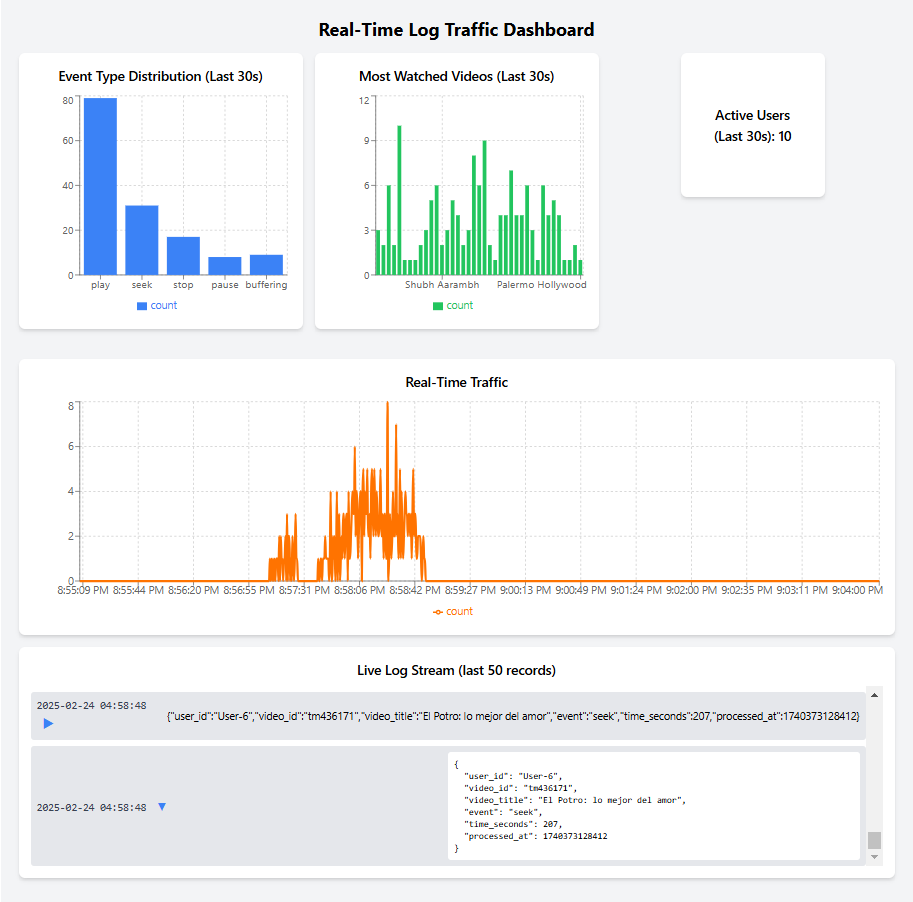 Real-Time Log Traffic Dashboard
Event Type Distribution (Last 30s)
80
60
40
20
0
play seek stop pause buffering
count
Most Watched Videos (Last 30s)
12
9
6
3
0
Shubh Aarambh Palermo Hollywood
count
Active Users
(Last 30s): 10
Real-Time Traffic
8
6
4
2
0
8:55:09 PM 8:55:44 PM 8:56:20 PM 8:56:55 PM 8:57:31 PM 8:58:06 PM 8:58:42 PM 8:59:27 PM 9:00:13 PM 9:00:49 PM 9:01:24 PM 9:02:00 PM 9:02:35 PM 9:03:11 PM 9:04:00 PM
count
Live Log Stream (last 50 records)
2025-02-24 04:58:48
{"user_id":"User-6","video_id":"tm436171","video_title":"El Potro: lo mejor del amor","event":"seek","time_seconds":207,"processed_at":1740373128412}
2025-02-24 04:58:48
{
"user_id": "User-6",
"video_id": "tm436171",
"video_title": "El Potro: lo mejor del amor",
"event": "seek",
"time_seconds": 207,
"processed_at": 1740373128412
}